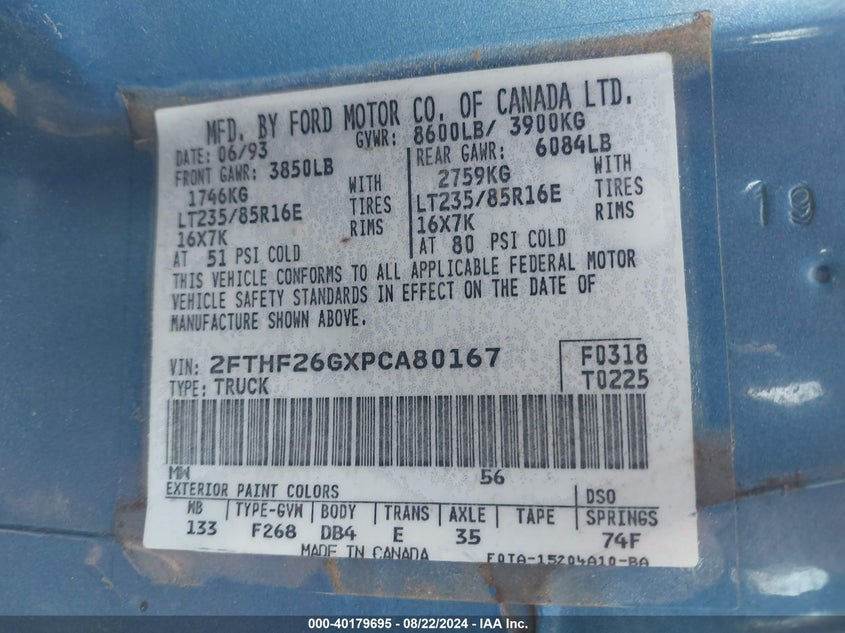 MFD. BY FORD MOTOR CO. OF CANADA LTD.
DATE: 06/93 GVWR: 8600LB/ 3900KG
FRONT GAWR: 3850LB REAR GAWR: 6084LB
1746KG WITH 2759KG WITH
LT235/85R16E TIRES LT235/85R16E TIRES
16X7K RIMS 16X7K RIMS
AT 51 PSI COLD AT 80 PSI COLD
THIS VEHICLE CONFORMS TO ALL APPLICABLE FEDERAL MOTOR
VEHICLE SAFETY STANDARDS IN EFFECT ON THE DATE OF
MANUFACTURE SHOWN ABOVE.
VIN: 2FTHF26GXPCA80167 F0318
TYPE: TRUCK T0225
MW 56
EXTERIOR PAINT COLORS DSO
WB TYPE-GVW BODY TRANS AXLE TAPE SPRINGS
133 F268 DB4 E 35 74F
MADE IN CANADA F0TA-15204A10-BA
19
000-40179695 - 08/22/2024 - IAA Inc.